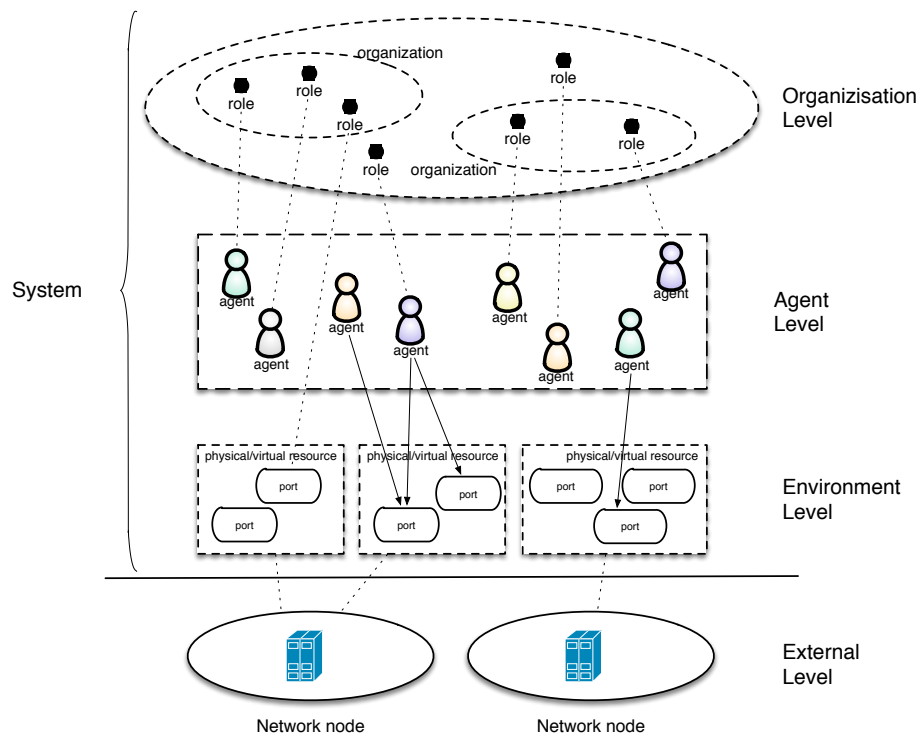 organization
role
role
role
role
role
role
role
organization
Organizisation
Level
System
agent
agent
agent
agent
agent
agent
agent
agent
Agent
Level
physical/virtual resource
physical/virtual resource
physical/virtual resource
port
port
port
port
port
port
port
Environment
Level
External
Level
Network node
Network node